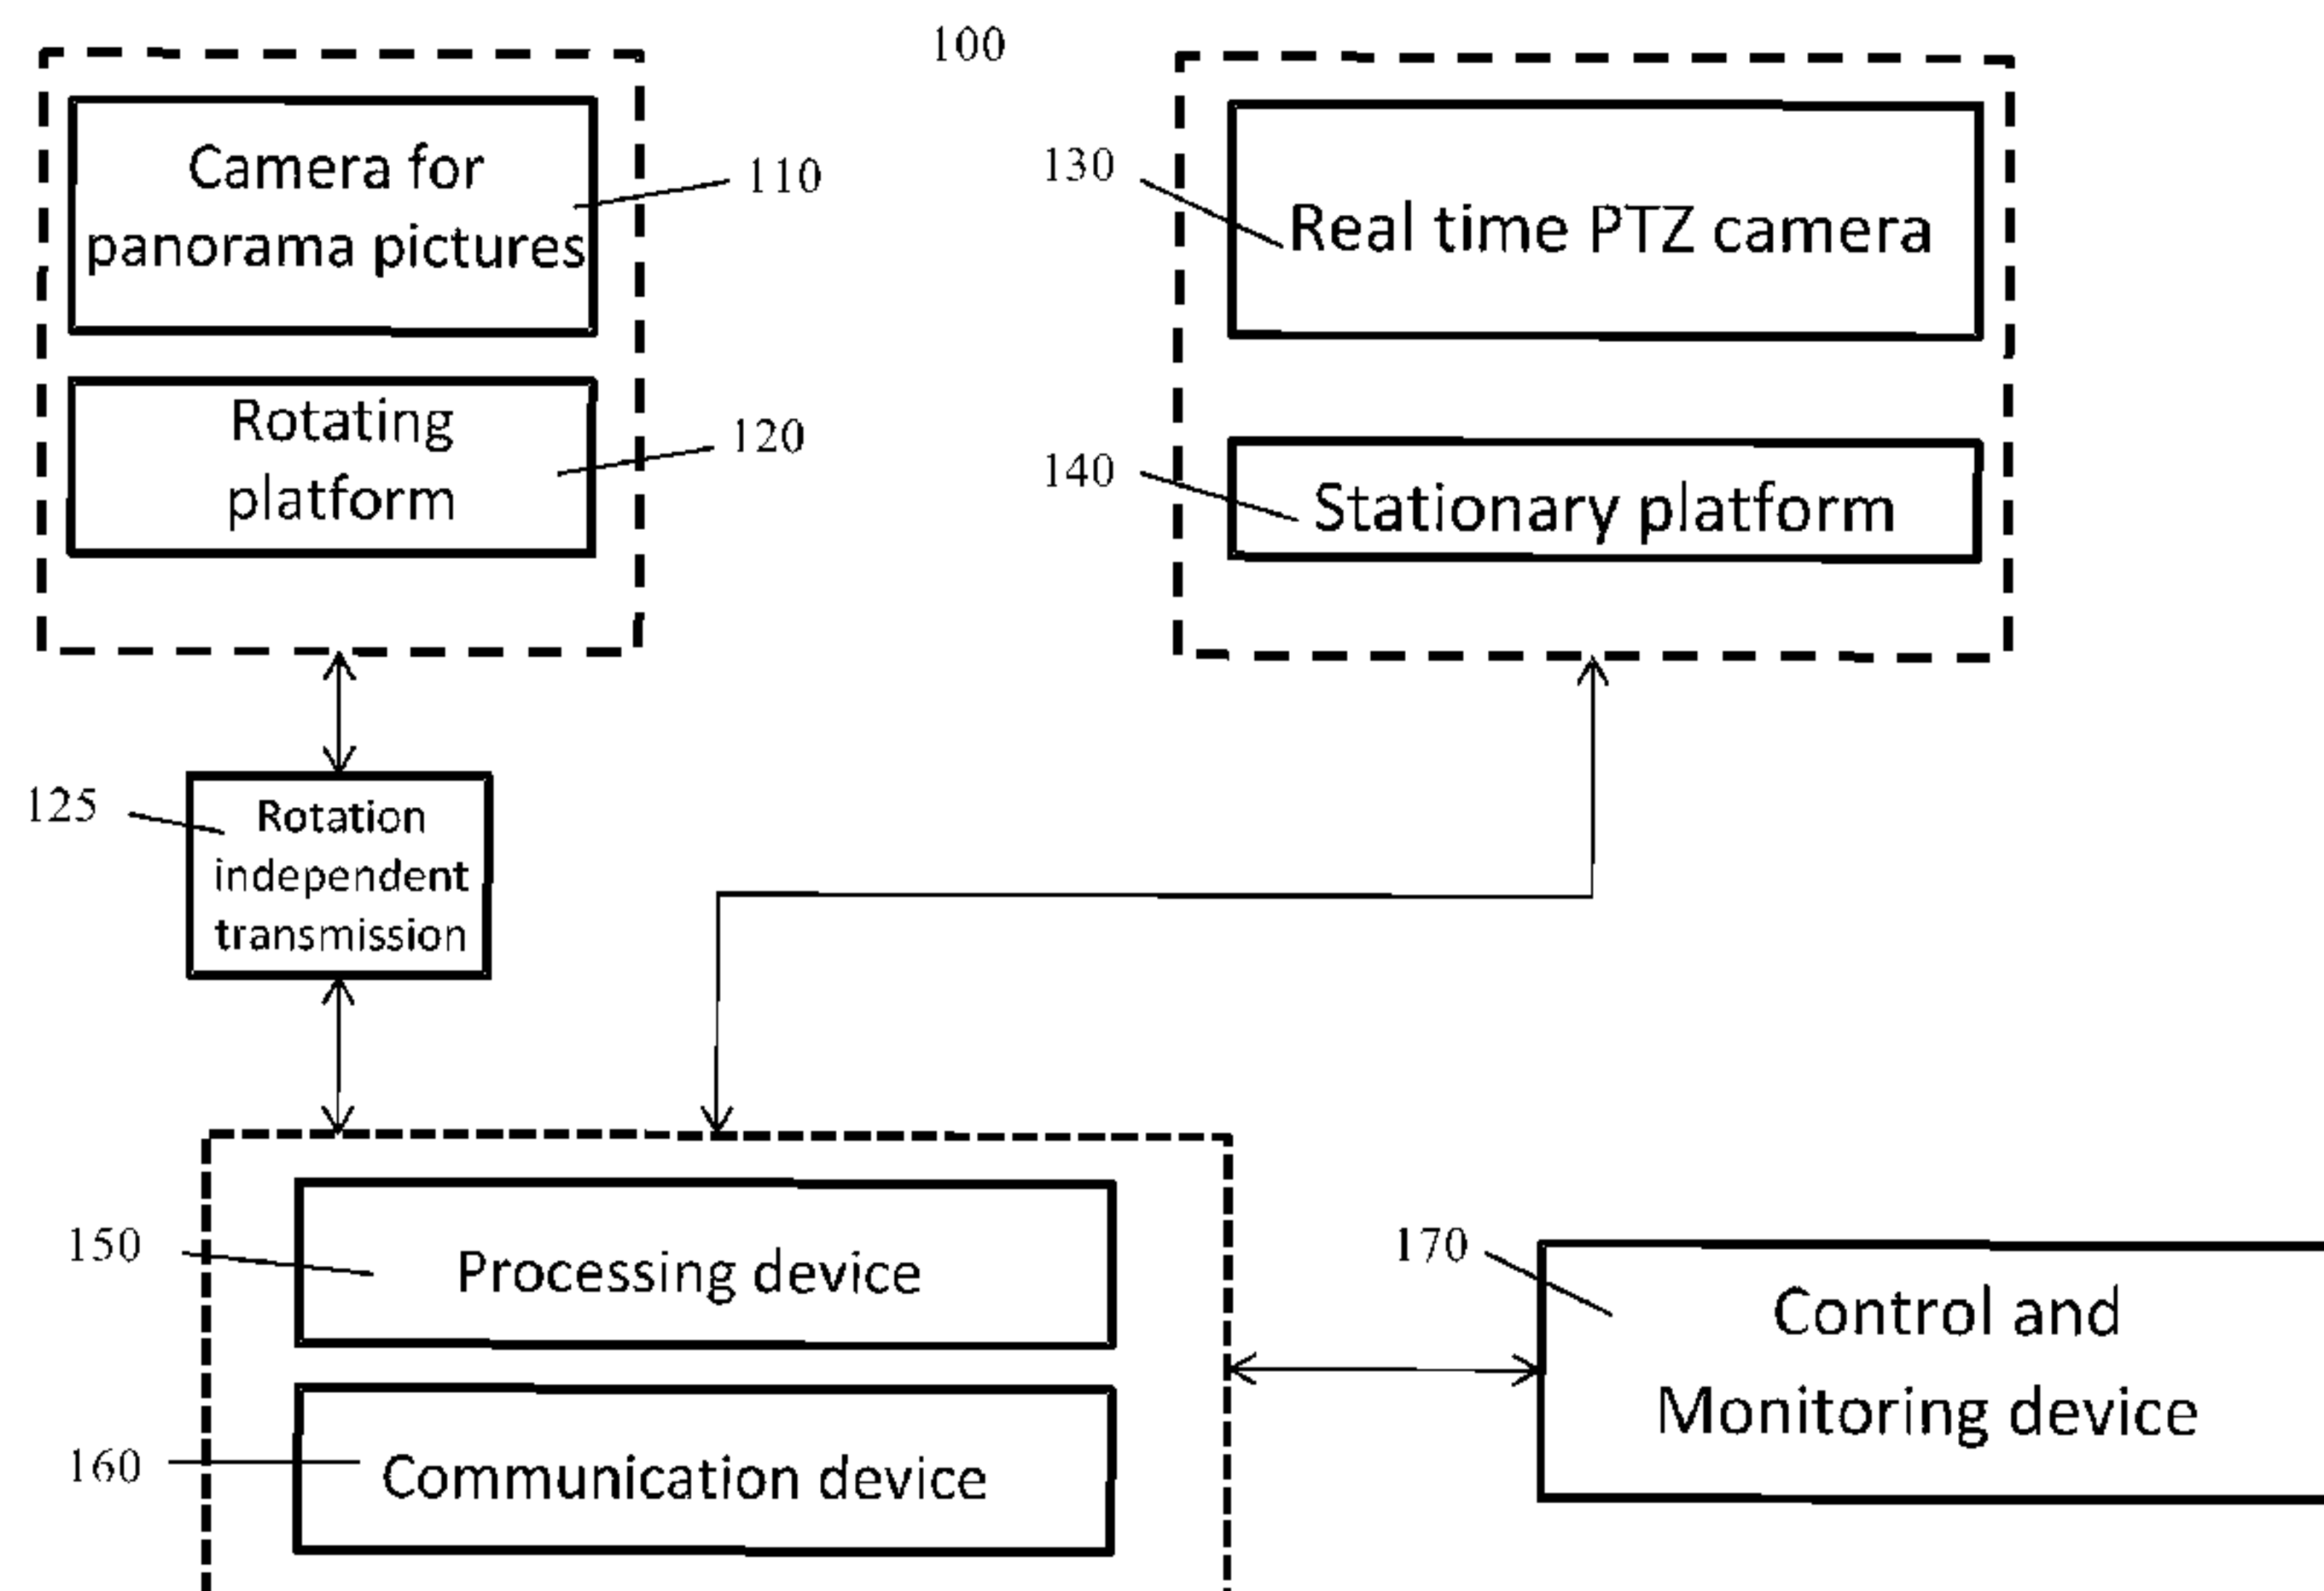 100
Camera for
panorama pictures
110
130
Real time PTZ camera
Rotating
platform
120
140
Stationary platform
125
Rotation
independent
transmission
150
Processing device
170
Control and
Monitoring device
160
Communication device